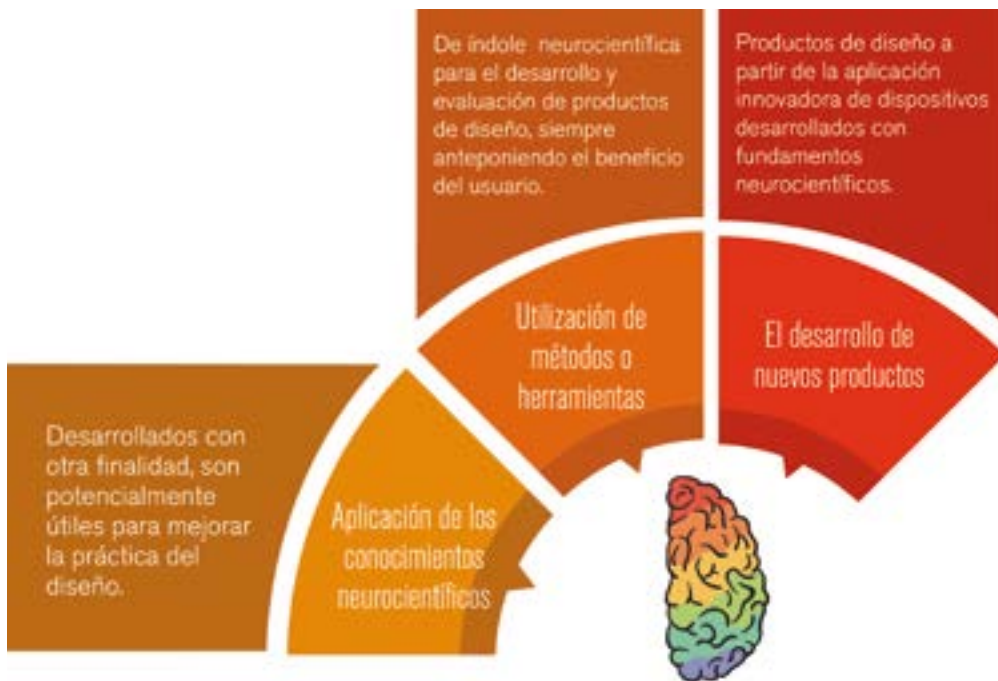 De índole neurocientífica
para el desarrollo y
evaluación de productos
de diseño, siempre
anteponiendo el beneficio
del usuario.
Productos de diseño a
partir de la aplicación
innovadora de dispositivos
desarrollados con
fundamentos
neurocientíficos.
Utilización de
métodos o
herramientas
El desarrollo de
nuevos productos
Desarrollados con
otra finalidad, son
potencialmente
útiles para mejorar
la práctica del
diseño.
Aplicación de los
conocimientos
neurocientíficos